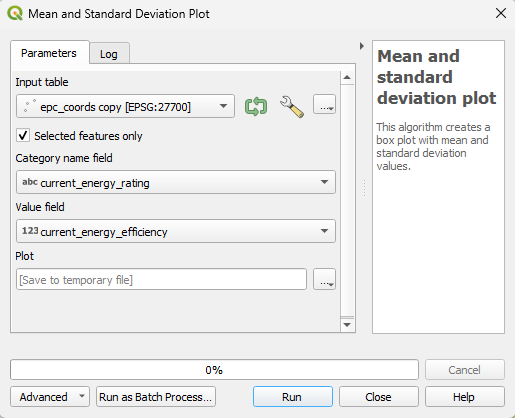 Mean and Standard Deviation Plot
Parameters
Log
Input table
epc_coords copy [EPSG:27700]
...
Selected features only
Category name field
abc current_energy_rating
Value field
123 current_energy_efficiency
Plot
[Save to temporary file]
...
Mean and
standard
deviation plot
This algorithm creates a
box plot with mean and
standard deviation
values.
0%
Cancel
Advanced
Run as Batch Process...
Run
Close
Help